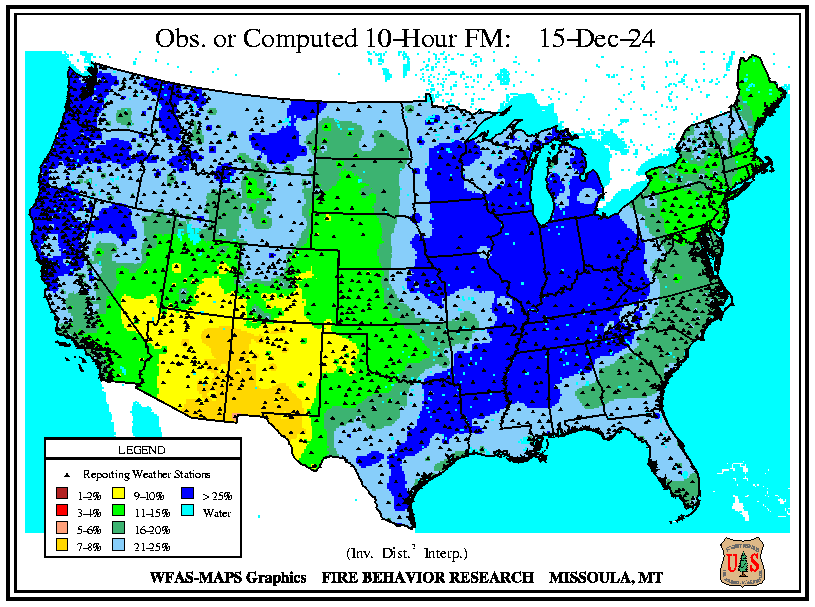 Obs. or Computed 10-Hour FM: 15-Dec-24
LEGEND
Reporting Weather Stations
1-2% 9-10% > 25%
3-4% 11-15% Water
5-6% 16-20%
7-8% 21-25%
(Inv. Dist.² Interp.)
WFAS-MAPS Graphics FIRE BEHAVIOR RESEARCH MISSOULA, MT
U S